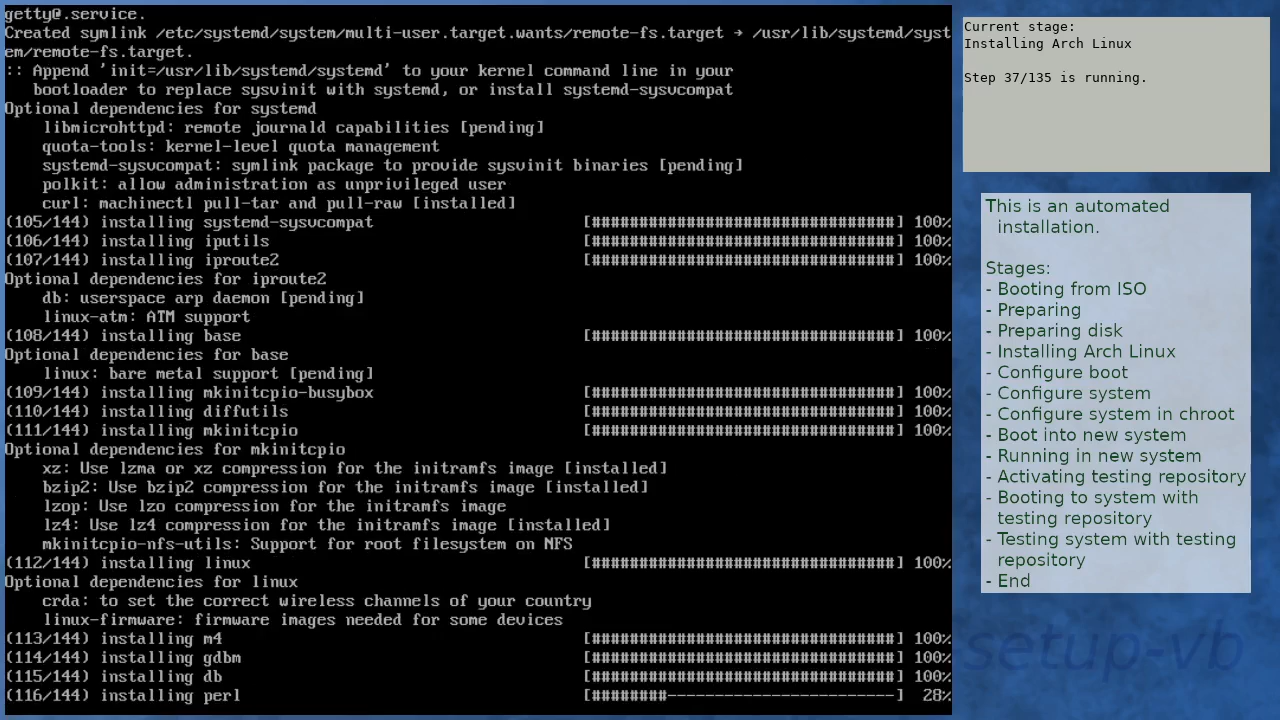 getty@.service.
Created symlink /etc/systemd/system/multi-user.target.wants/remote-fs.target → /usr/lib/systemd/syst
em/remote-fs.target.
:: Append 'init=/usr/lib/systemd/systemd' to your kernel command line in your
bootloader to replace sysvinit with systemd, or install systemd-sysvcompat
Optional dependencies for systemd
libmicrohttpd: remote journald capabilities [pending]
quota-tools: kernel-level quota management
systemd-sysvcompat: symlink package to provide sysvinit binaries [pending]
polkit: allow administration as unprivileged user
curl: machinectl pull-tar and pull-raw [installed]
(105/144) installing systemd-sysvcompat [################################] 100%
(106/144) installing iputils [################################] 100%
(107/144) installing iproute2 [################################] 100%
Optional dependencies for iproute2
db: userspace arp daemon [pending]
linux-atm: ATM support
(108/144) installing base [################################] 100%
Optional dependencies for base
linux: bare metal support [pending]
(109/144) installing mkinitcpio-busybox [################################] 100%
(110/144) installing diffutils [################################] 100%
(111/144) installing mkinitcpio [################################] 100%
Optional dependencies for mkinitcpio
xz: Use lzma or xz compression for the initramfs image [installed]
bzip2: Use bzip2 compression for the initramfs image [installed]
lzop: Use lzo compression for the initramfs image
lz4: Use lz4 compression for the initramfs image [installed]
mkinitcpio-nfs-utils: Support for root filesystem on NFS
(112/144) installing linux [################################] 100%
Optional dependencies for linux
crda: to set the correct wireless channels of your country
linux-firmware: firmware images needed for some devices
(113/144) installing m4 [################################] 100%
(114/144) installing gdbm [################################] 100%
(115/144) installing db [################################] 100%
(116/144) installing perl [########------------------------] 28%
Current stage:
Installing Arch Linux
Step 37/135 is running.
This is an automated
installation.
Stages:
- Booting from ISO
- Preparing
- Preparing disk
- Installing Arch Linux
- Configure boot
- Configure system
- Configure system in chroot
- Boot into new system
- Running in new system
- Activating testing repository
- Booting to system with
testing repository
- Testing system with testing
repository
- End
setup-vb